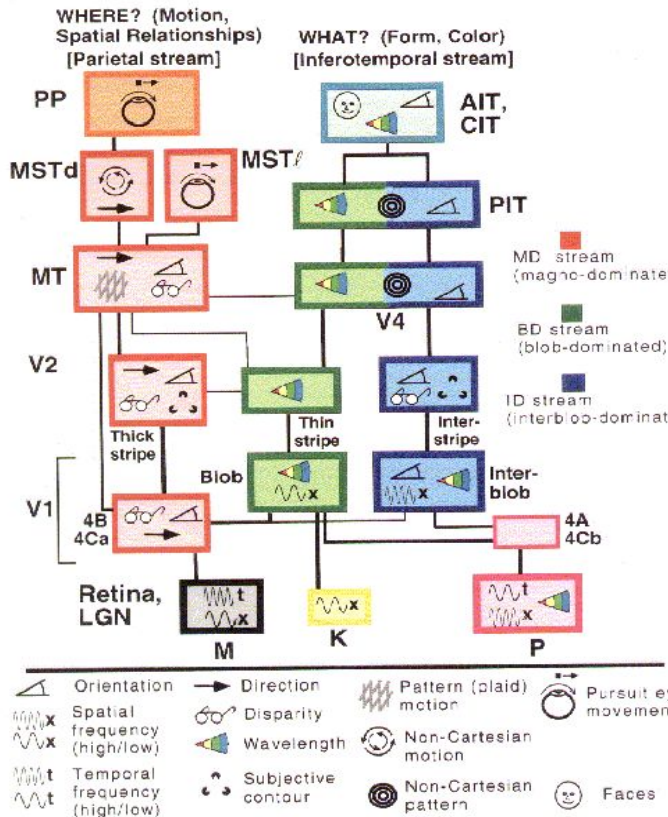 WHERE? (Motion,
Spatial Relationships)
[Parietal stream]
WHAT? (Form, Color)
[Inferotemporal stream]
PP
AIT,
CIT
MSTd
MSTℓ
PIT
MT
V4
MD stream
(magno-dominate
BD stream
(blob-dominated)
ID stream
(interblob-dominat
V2
Thick
stripe
Thin
stripe
Inter-
stripe
V1
Blob
Inter-
blob
4B
4Ca
4A
4Cb
x
x
Retina,
LGN
t
x
M
x
K
t
x
P
Orientation
Direction
Pattern (plaid)
motion
Pursuit ey
movemen
x
x
Spatial
frequency
(high/low)
Disparity
Wavelength
Non-Cartesian
motion
t
t
Temporal
frequency
(high/low)
Subjective
contour
Non-Cartesian
pattern
Faces